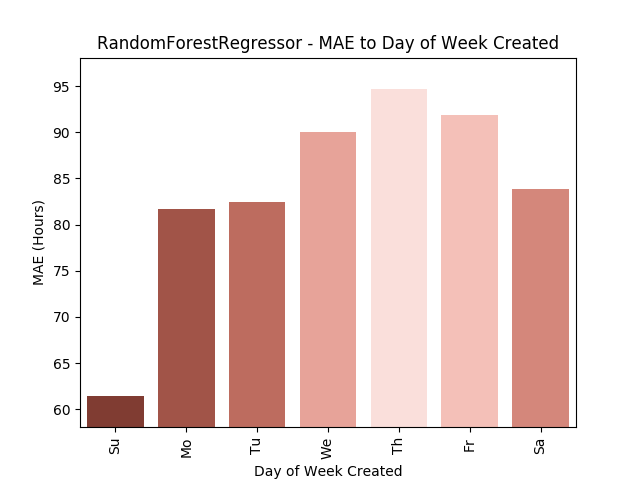 RandomForestRegressor - MAE to Day of Week Created
95
90
85
80
75
70
65
60
MAE (Hours)
Su
Mo
Tu
We
Th
Fr
Sa
Day of Week Created